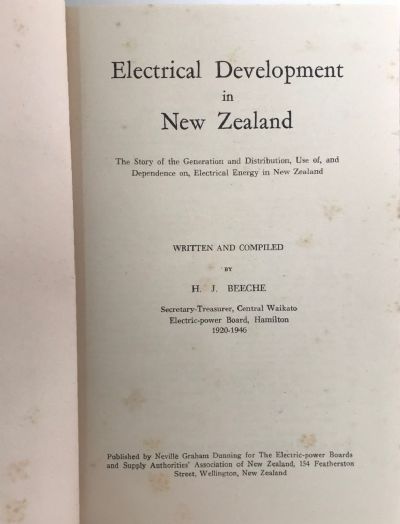 Electrical Development
in
New Zealand
The Story of the Generation and Distribution, Use of, and
Dependence on, Electrical Energy in New Zealand
WRITTEN AND COMPILED
BY
H. J. BEECHE
Secretary-Treasurer, Central Waikato
Electric-power Board, Hamilton
1920-1946
Published by Neville Graham Dunning for The Electric-power Boards
and Supply Authorities' Association of New Zealand, 154 Featherston
Street, Wellington, New Zealand